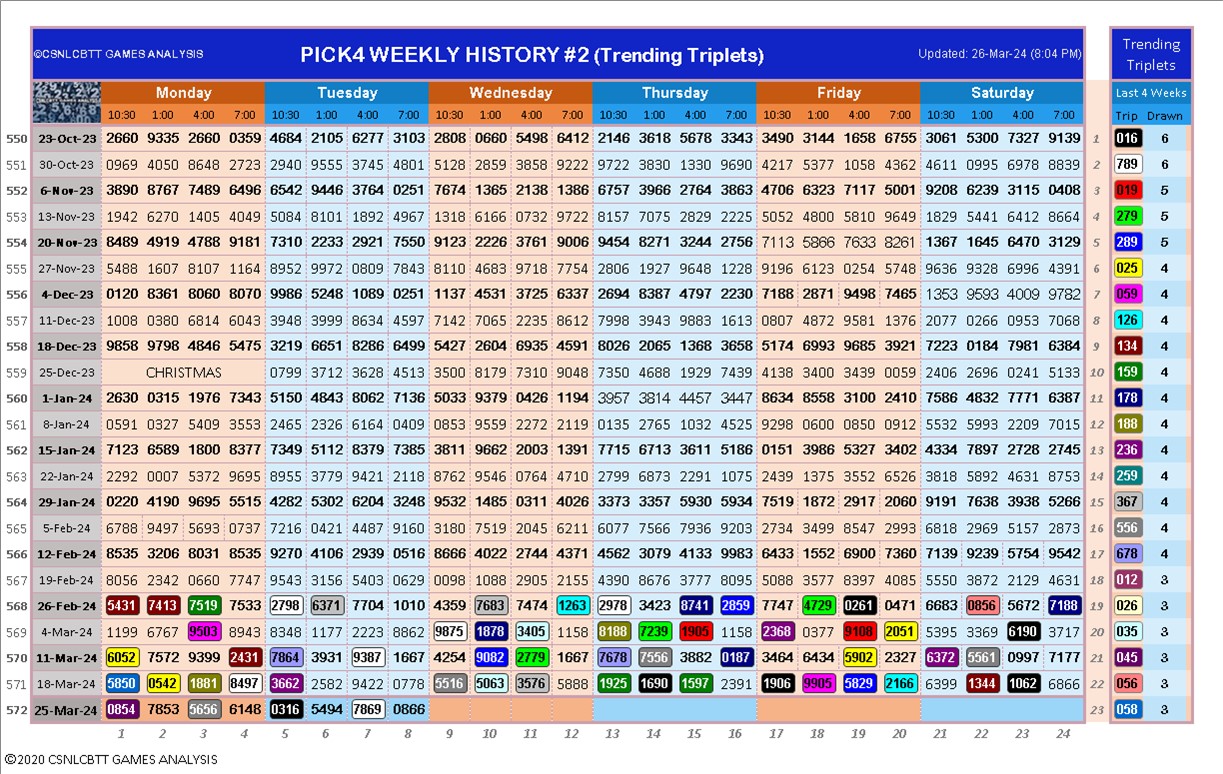 ©CSNLCBTT GAMES ANALYSIS PICK4 WEEKLY HISTORY #2 (Trending Triplets) Updated: 26-Mar-24 (8:04 PM) Trending
Triplets
Monday Tuesday Wednesday Thursday Friday Saturday Last 4 Weeks
10:30 1:00 4:00 7:00 10:30 1:00 4:00 7:00 10:30 1:00 4:00 7:00 10:30 1:00 4:00 7:00 10:30 1:00 4:00 7:00 10:30 1:00 4:00 7:00 Trip Drawn
550 23-Oct-23 2660 9335 2660 0359 4684 2105 6277 3103 2808 0660 5498 6412 2146 3618 5678 3343 3490 3144 1658 6755 3061 5300 7327 9139 1 016 6
551 30-Oct-23 0969 4050 8648 2723 2940 9555 3745 4801 5128 2859 3858 9222 9722 3830 1330 9690 4217 5377 1058 4362 4611 0995 6978 8839 2 789 6
552 6-Nov-23 3890 8767 7489 6496 6542 9446 3764 0251 7674 1365 2138 1386 6757 3966 2764 3863 4706 6323 7117 5001 9208 6239 3115 0408 3 019 5
553 13-Nov-23 1942 6270 1405 4049 5084 8101 1892 4967 1318 6166 0732 9722 8157 7075 2829 2225 5052 4800 5810 9649 1829 5441 6412 8664 4 279 5
554 20-Nov-23 8489 4919 4788 9181 7310 2233 2921 7550 9123 2226 3761 9006 9454 8271 3244 2756 7113 5866 7633 8261 1367 1645 6470 3129 5 289 5
555 27-Nov-23 5488 1607 8107 1164 8952 9972 0809 7843 8110 4683 9718 7754 2806 1927 9648 1228 9196 6123 0254 5748 9636 9328 6996 4391 6 025 4
556 4-Dec-23 0120 8361 8060 8070 9986 5248 1089 0251 1137 4531 3725 6337 2694 8387 4797 2230 7188 2871 9498 7465 1353 9593 4009 9782 7 059 4
557 11-Dec-23 1008 0380 6814 6043 3948 3999 8634 4597 7142 7065 2235 8612 7998 3943 9883 1613 0807 4872 9581 1376 2077 0266 0953 7068 8 126 4
558 18-Dec-23 9858 9798 4846 5475 3219 6651 8286 6499 5427 2604 6935 4591 8026 2065 1368 3658 5174 6993 9685 3921 7223 0184 7981 6384 9 134 4
559 25-Dec-23 CHRISTMAS 0799 3712 3628 4513 3500 8179 7310 9048 7350 4688 1929 7439 4138 3400 3439 0059 2406 2696 0241 5133 10 159 4
560 1-Jan-24 2630 0315 1976 7343 5150 4843 8062 7136 5033 9379 0426 1194 3957 3814 4457 3447 8634 8558 3100 2410 7586 4832 7771 6387 11 178 4
561 8-Jan-24 0591 0327 5409 3553 2465 2326 6164 0409 0853 9559 2272 2119 0135 2765 1032 4525 9298 0600 0850 0912 5532 5993 2209 7015 12 188 4
562 15-Jan-24 7123 6589 1800 8377 7349 5112 8379 7335 3811 9662 2003 1391 7715 6713 3611 5186 0151 3986 5327 3402 4334 7897 2728 2745 13 236 4
563 22-Jan-24 2292 0007 5372 9695 8955 3779 9421 2118 9762 9546 0764 4710 2799 6873 2291 1075 2439 1375 3552 6526 3818 5892 4631 8753 14 259 4
564 29-Jan-24 0220 4190 9695 5515 4282 5302 6204 3248 9532 1485 0311 4026 3373 3357 5930 5934 7519 1872 2917 2060 9191 7638 3938 5266 15 367 4
565 5-Feb-24 6788 9497 5693 0737 7216 0421 4487 9160 3180 7519 2045 6211 6077 7566 7936 9203 2734 3499 8547 2993 6818 2969 5157 2873 16 556 4
566 12-Feb-24 8535 3206 8031 8535 9270 4106 2939 0516 8666 4022 2744 4371 4562 3079 4133 9983 6433 1552 6900 7360 7139 9239 5754 9542 17 678 4
567 19-Feb-24 8056 2342 0660 7747 9543 3156 5403 0629 0098 1088 2905 2155 4390 8676 3777 8095 5088 3577 8397 4085 5550 3872 2129 4631 18 012 3
568 26-Feb-24 5431 7413 7519 7533 2798 6371 7704 1010 4359 7683 7474 1263 2978 3423 8741 2859 7747 4729 0261 0471 6683 0856 5672 7188 19 026 3
569 4-Mar-24 1199 6767 9503 8943 8348 1177 2223 8862 9875 1878 3405 1158 8188 7239 1905 1158 2368 0377 9108 2051 5395 3369 6190 3717 20 035 3
570 11-Mar-24 6052 7572 9399 2431 7864 3931 9387 1667 4254 9082 2779 1667 7678 7556 3882 0187 3464 6434 5902 2327 6372 5561 0997 7177 21 045 3
571 18-Mar-24 5850 0542 1881 8497 3662 2582 9422 0778 5516 5063 3576 5888 1925 1690 1597 2391 1906 9905 5829 2166 6399 1344 1062 6866 22 056 3
572 25-Mar-24 0854 7853 5656 6148 0316 5494 7869 0866 23 058 3
1 2 3 4 5 6 7 8 9 10 11 12 13 14 15 16 17 18 19 20 21 22 23 24
©2020 CSNLCBTT GAMES ANALYSIS